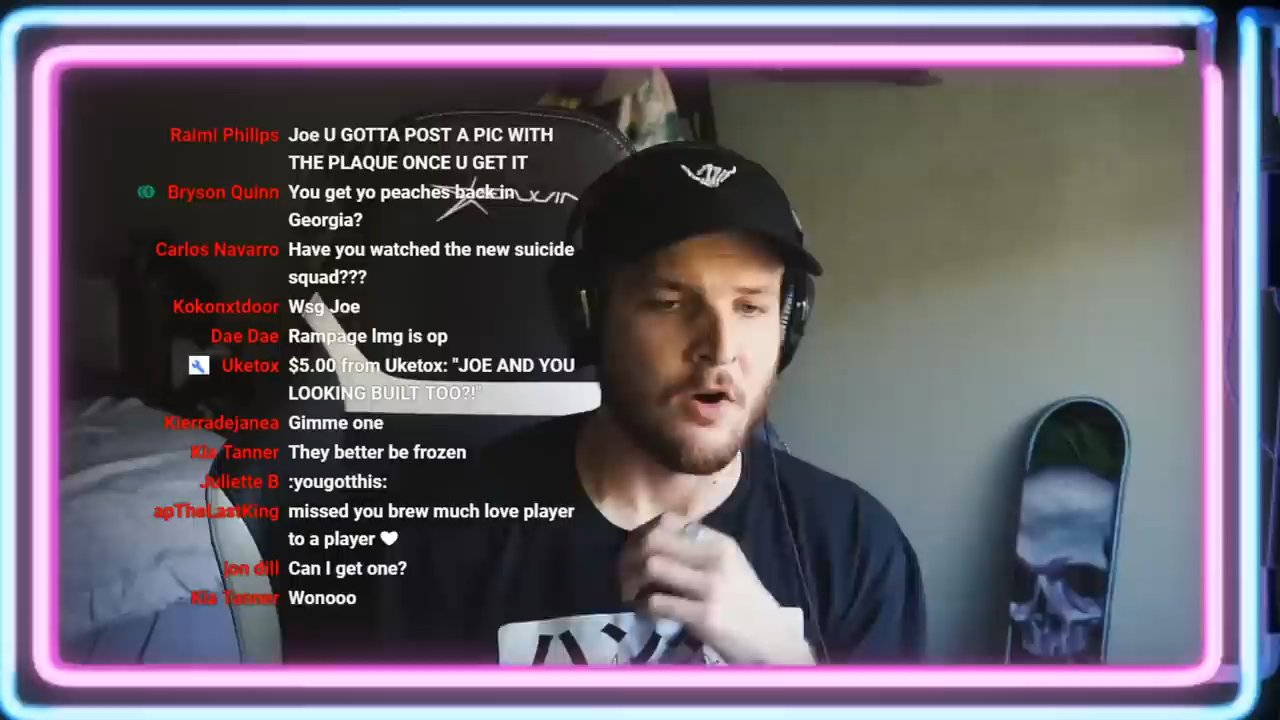 Raimi Philips Joe U GOTTA POST A PIC WITH
THE PLAQUE ONCE U GET IT
Bryson Quinn You get yo peaches back in
Georgia?
Carlos Navarro Have you watched the new suicide
squad???
Kokonxtdoor Wsg Joe
Dae Dae Rampage lmg is op
Uketox $5.00 from Uketox: "JOE AND YOU
LOOKING BUILT TOO?!"
Kierradejanea Gimme one
Kia Tanner They better be frozen
Juliette B :yougotthis:
apTheLastKing missed you brew much love player
to a player 🤍
jon dill Can I get one?
Kia Tanner Wonooo